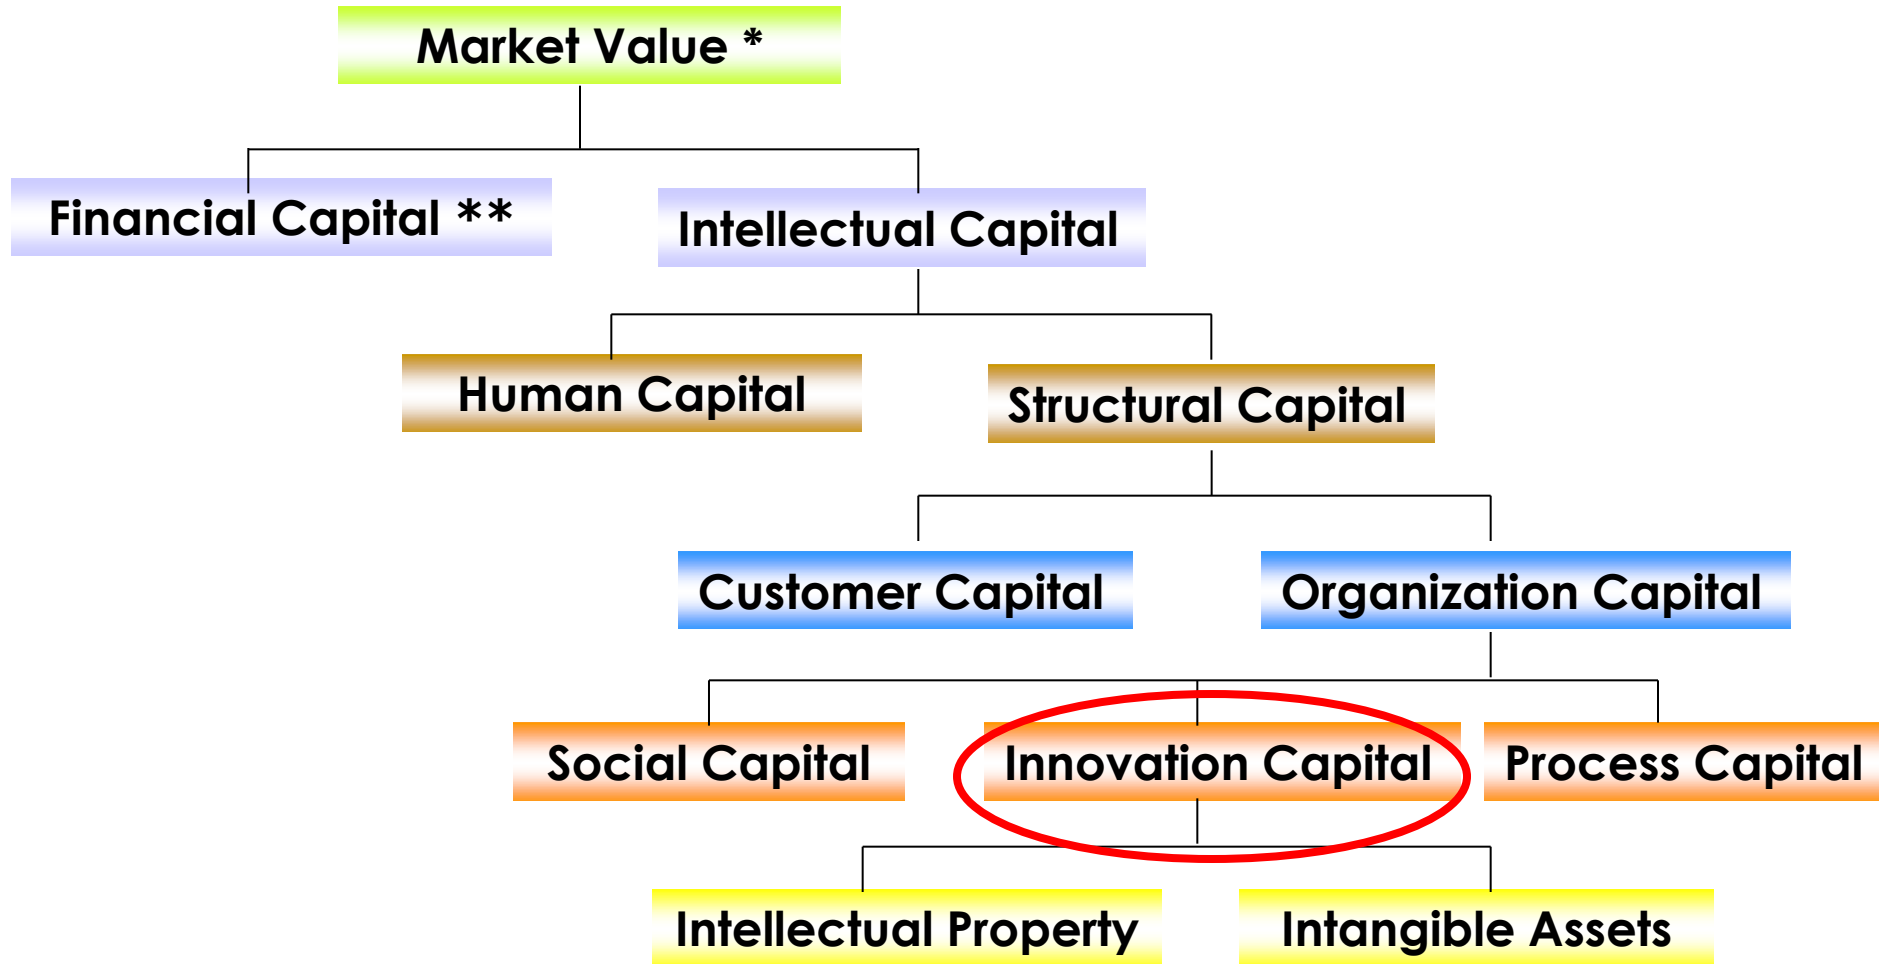 Market Value *
Financial Capital **
Intellectual Capital
Human Capital
Structural Capital
Customer Capital
Organization Capital
Social Capital
Innovation Capital
Process Capital
Intellectual Property
Intangible Assets